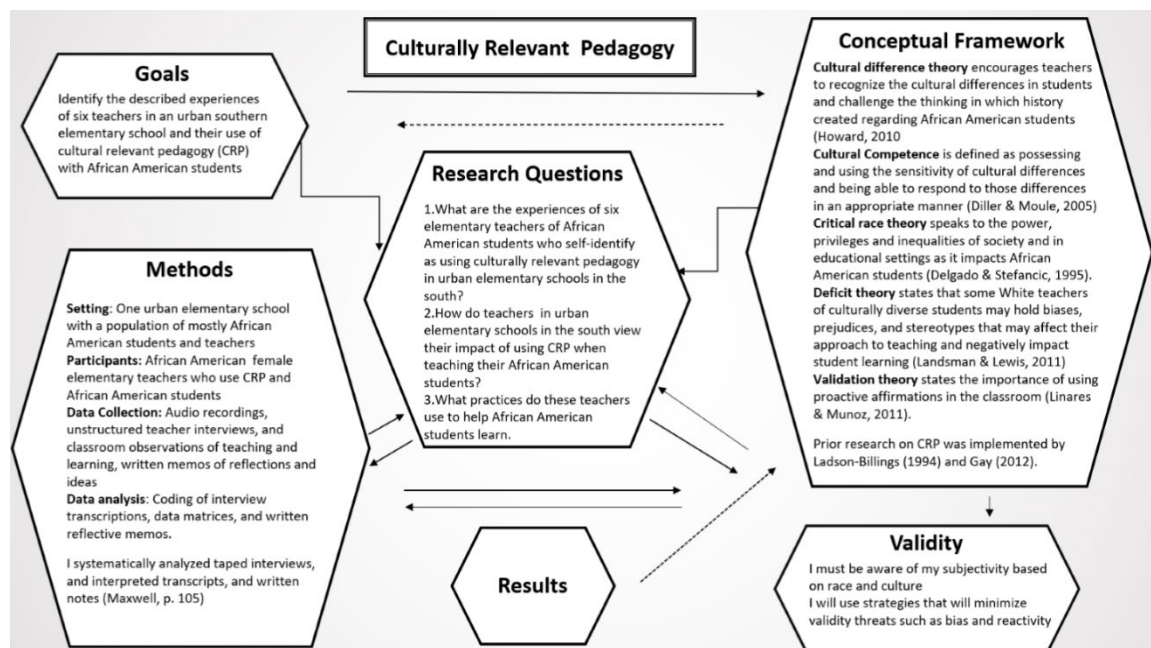 Culturally Relevant Pedagogy
Goals
Identify the described experiences
of six teachers in an urban southern
elementary school and their use of
cultural relevant pedagogy (CRP)
with African American students
Methods
Setting: One urban elementary school
with a population of mostly African
American students and teachers
Participants: African American female
elementary teachers who use CRP and
African American students
Data Collection: Audio recordings,
unstructured teacher interviews, and
classroom observations of teaching and
learning, written memos of reflections and
ideas
Data analysis: Coding of interview
transcriptions, data matrices, and written
reflective memos.
I systematically analyzed taped interviews,
and interpreted transcripts, and written
notes (Maxwell, p. 105)
Research Questions
1.What are the experiences of six
elementary teachers of African
American students who self-identify
as using culturally relevant pedagogy
in urban elementary schools in the
south?
2.How do teachers in urban
elementary schools in the south view
their impact of using CRP when
teaching their African American
students?
3.What practices do these teachers
use to help African American
students learn.
Results
Conceptual Framework
Cultural difference theory encourages teachers
to recognize the cultural differences in students
and challenge the thinking in which history
created regarding African American students
(Howard, 2010
Cultural Competence is defined as possessing
and using the sensitivity of cultural differences
and being able to respond to those differences
in an appropriate manner (Diller & Moule, 2005)
Critical race theory speaks to the power,
privileges and inequalities of society and in
educational settings as it impacts African
American students (Delgado & Stefancic, 1995).
Deficit theory states that some White teachers
of culturally diverse students may hold biases,
prejudices, and stereotypes that may affect their
approach to teaching and negatively impact
student learning (Landsman & Lewis, 2011)
Validation theory states the importance of using
proactive affirmations in the classroom (Linares
& Munoz, 2011).
Prior research on CRP was implemented by
Ladson-Billings (1994) and Gay (2012).
Validity
I must be aware of my subjectivity based
on race and culture
I will use strategies that will minimize
validity threats such as bias and reactivity